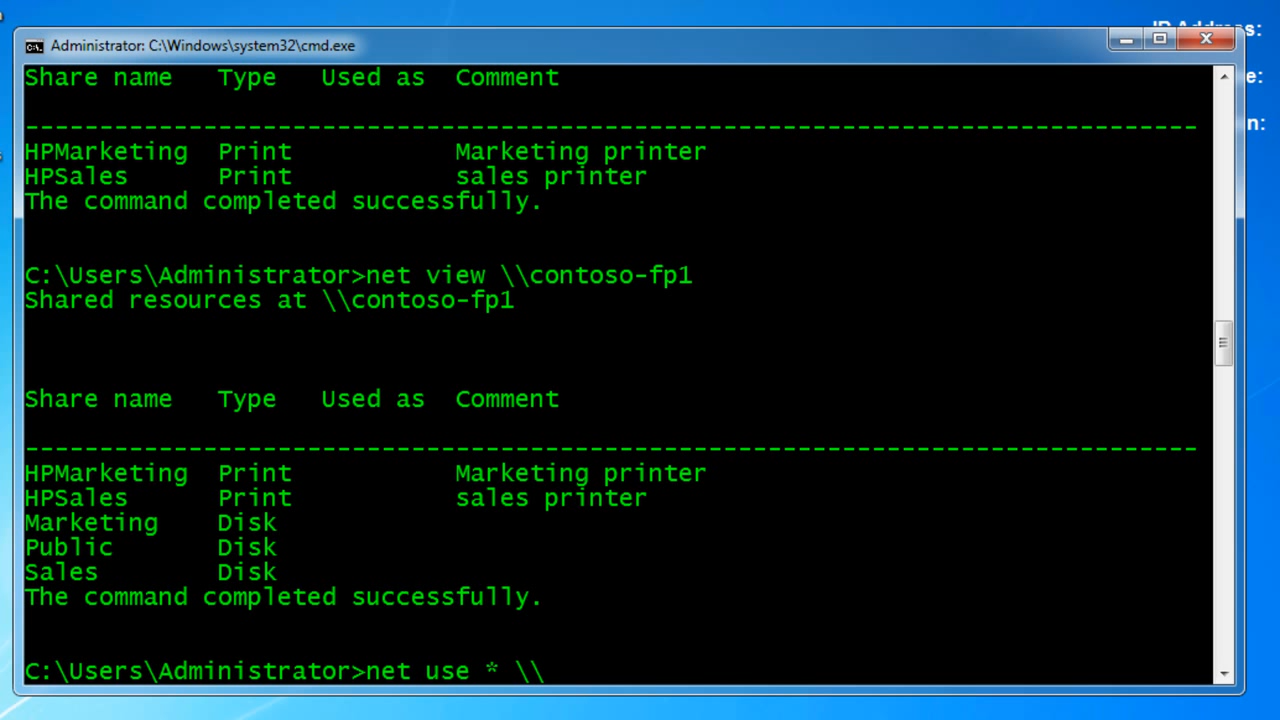 IP Address:
Administrator: C:\Windows\system32\cmd.exe
Share name Type Used as Comment
-------------------------------------------------------------------------------
HPMarketing Print Marketing printer
HPSales Print sales printer
The command completed successfully.
C:\Users\Administrator>net view \\contoso-fp1
Shared resources at \\contoso-fp1
Share name Type Used as Comment
-------------------------------------------------------------------------------
HPMarketing Print Marketing printer
HPSales Print sales printer
Marketing Disk
Public Disk
Sales Disk
The command completed successfully.
C:\Users\Administrator>net use * \\